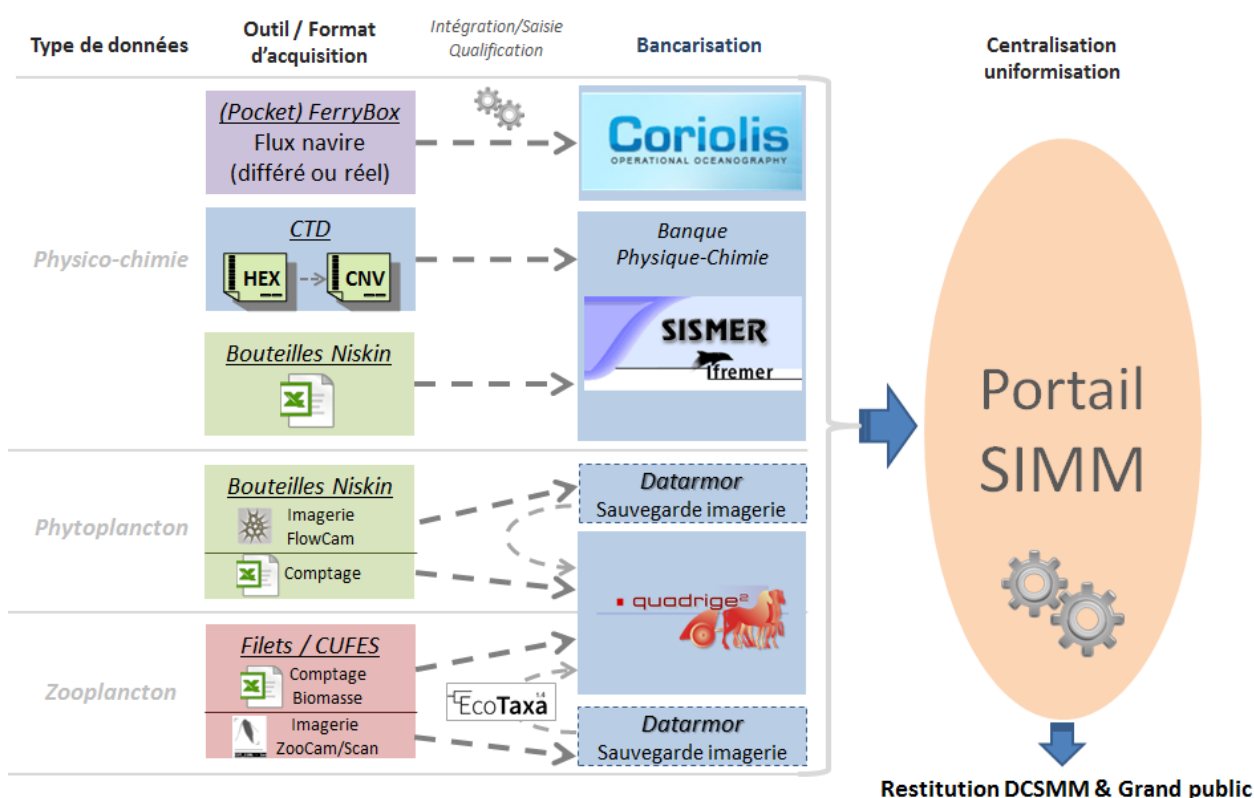 Type de données
Outil / Format
d'acquisition
Intégration/Saisie
Qualification
Bancarisation
Centralisation
uniformisation
(Pocket) FerryBox
Flux navire
(différé ou réel)
Coriolis
OPERATIONAL OCEANOGRAPHY
Physico-chimie
CTD
HEX
CNV
Banque
Physique-Chimie
SISMER
Ifremer
Bouteilles Niskin
Portail
SIMM
Phytoplancton
Bouteilles Niskin
Imagerie
FlowCam
Comptage
Datarmor
Sauvegarde imagerie
quadrige²
Zooplancton
Filets / CUFES
Comptage
Biomasse
Imagerie
ZooCam/Scan
EcoTaxa
1.4
Datarmor
Sauvegarde imagerie
Restitution DCSMM & Grand public